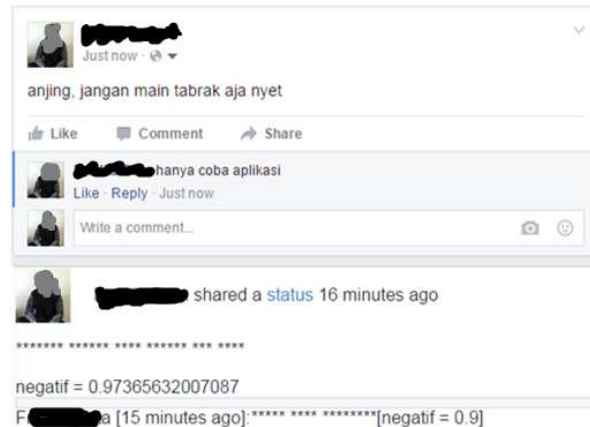 Just now
anjing, jangan main tabrak aja nyet
Like Comment Share
hanya coba aplikasi
Like · Reply · Just now
Write a comment...
shared a status 16 minutes ago
******* ****** **** ****** *** ****
negatif = 0.97365632007087
F a [15 minutes ago]:***** **** ********[negatif = 0.9]